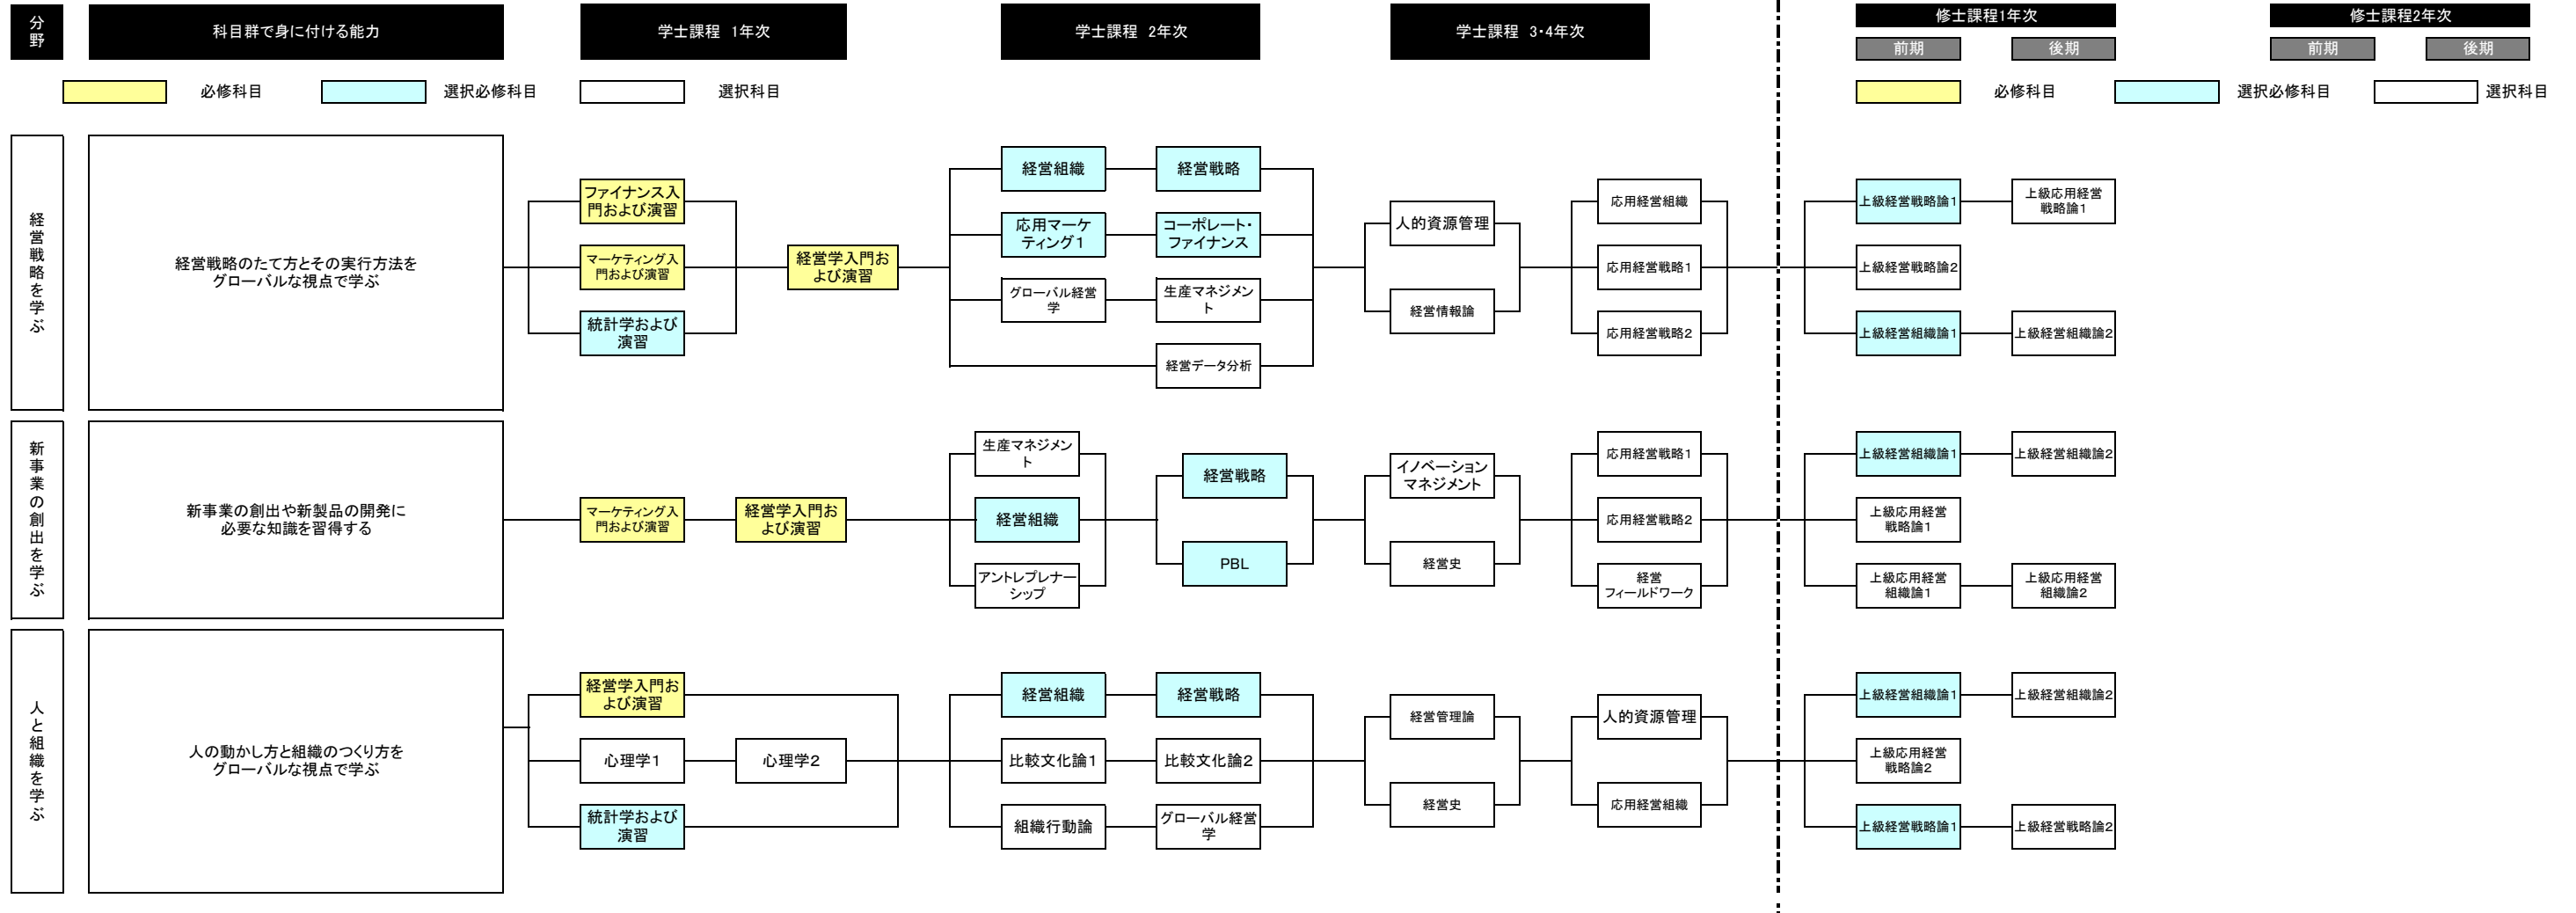 分
野
科目群で身に付ける能力
学士課程 1年次
学士課程 2年次
学士課程 3・4年次
修士課程1年次
修士課程2年次
前期
後期
前期
後期
必修科目
選択必修科目
選択科目
必修科目
選択必修科目
選択科目
経営戦略を学ぶ
経営戦略のたて方とその実行方法を
グローバルな視点で学ぶ
ファイナンス入
門および演習
マーケティング入
門および演習
統計学および
演習
経営学入門お
よび演習
経営組織
経営戦略
応用マーケ
ティング1
コーポレート・
ファイナンス
グローバル経営
学
生産マネジメン
ト
経営データ分析
人的資源管理
経営情報論
応用経営組織
応用経営戦略1
応用経営戦略2
上級経営戦略論1
上級応用経営
戦略論1
上級経営戦略論2
上級経営組織論1
上級経営組織論2
新事業の創出を学ぶ
新事業の創出や新製品の開発に
必要な知識を習得する
マーケティング入
門および演習
経営学入門お
よび演習
生産マネジメン
ト
経営組織
アントレプレナー
シップ
経営戦略
PBL
イノベーション
マネジメント
経営史
応用経営戦略1
応用経営戦略2
経営
フィールドワーク
上級経営組織論1
上級経営組織論2
上級応用経営
戦略論1
上級応用経営
組織論1
上級応用経営
組織論2
人と組織を学ぶ
人の動かし方と組織のつくり方を
グローバルな視点で学ぶ
経営学入門お
よび演習
心理学1
心理学2
統計学および
演習
経営組織
経営戦略
比較文化論1
比較文化論2
組織行動論
グローバル経営
学
経営管理論
経営史
人的資源管理
応用経営組織
上級経営組織論1
上級経営組織論2
上級応用経営
戦略論2
上級経営戦略論1
上級経営戦略論2